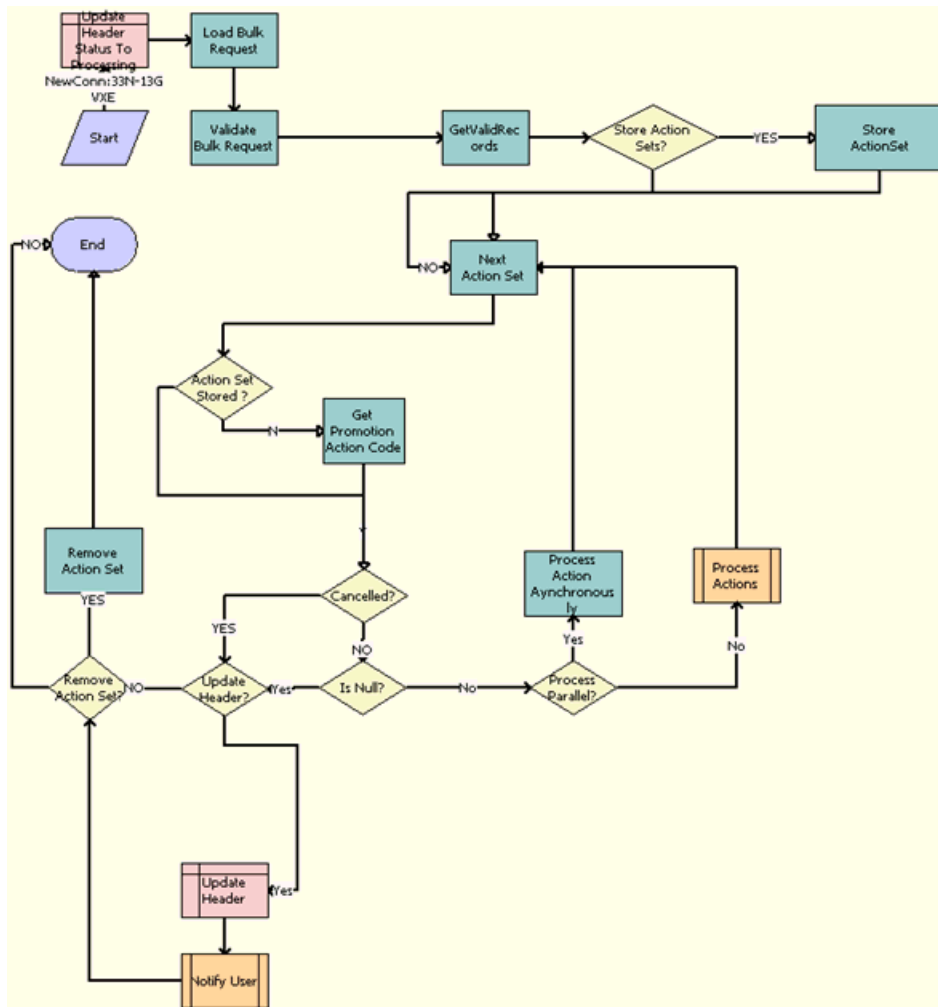 Update
Header
Status To
Processing
NewConn:33N-13G
VXE
Start
Load Bulk
Request
Validate
Bulk Request
GetValidRec
ords
Store Action
Sets?
YES
Store
ActionSet
NO
End
NO
Next
Action Set
Action Set
Stored ?
N
Get
Promotion
Action Code
Y
Remove
Action Set
YES
Cancelled?
YES
NO
Process
Action
Aynchronous
ly
Process
Actions
Yes
No
Remove
Action Set?
NO
Update
Header?
Yes
Is Null?
No
Process
Parallel?
Update
Header
Yes
Notify User